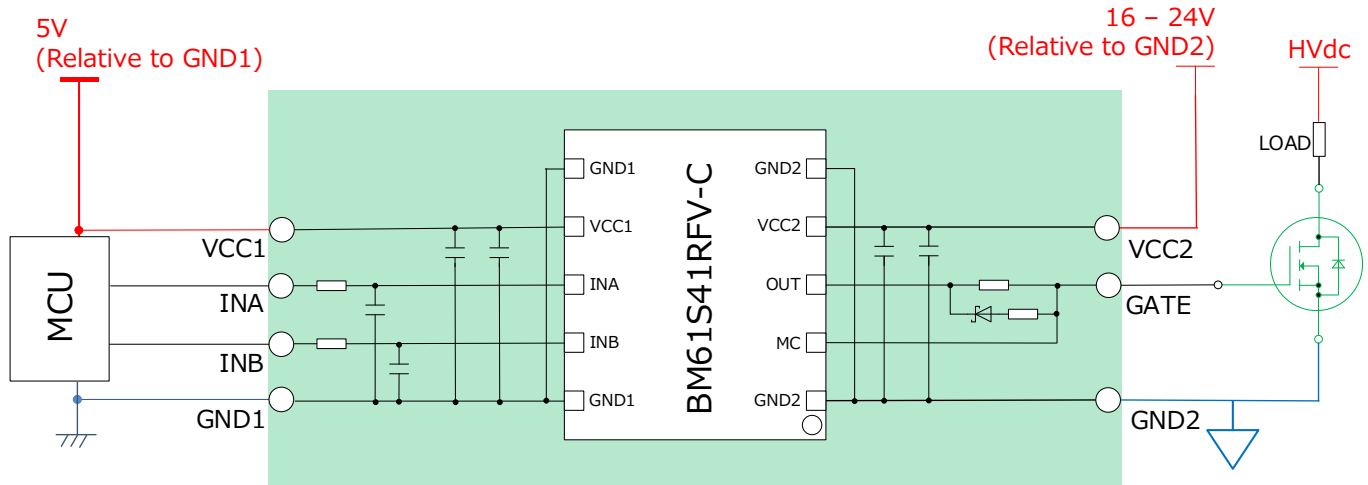 5V
(Relative to GND1)
16 – 24V
(Relative to GND2)
HVdc
LOAD
MCU
VCC1
INA
INB
GND1
GND1
VCC1
INA
INB
GND1
BM61S41RFV-C
GND2
VCC2
OUT
MC
GND2
VCC2
GATE
GND2